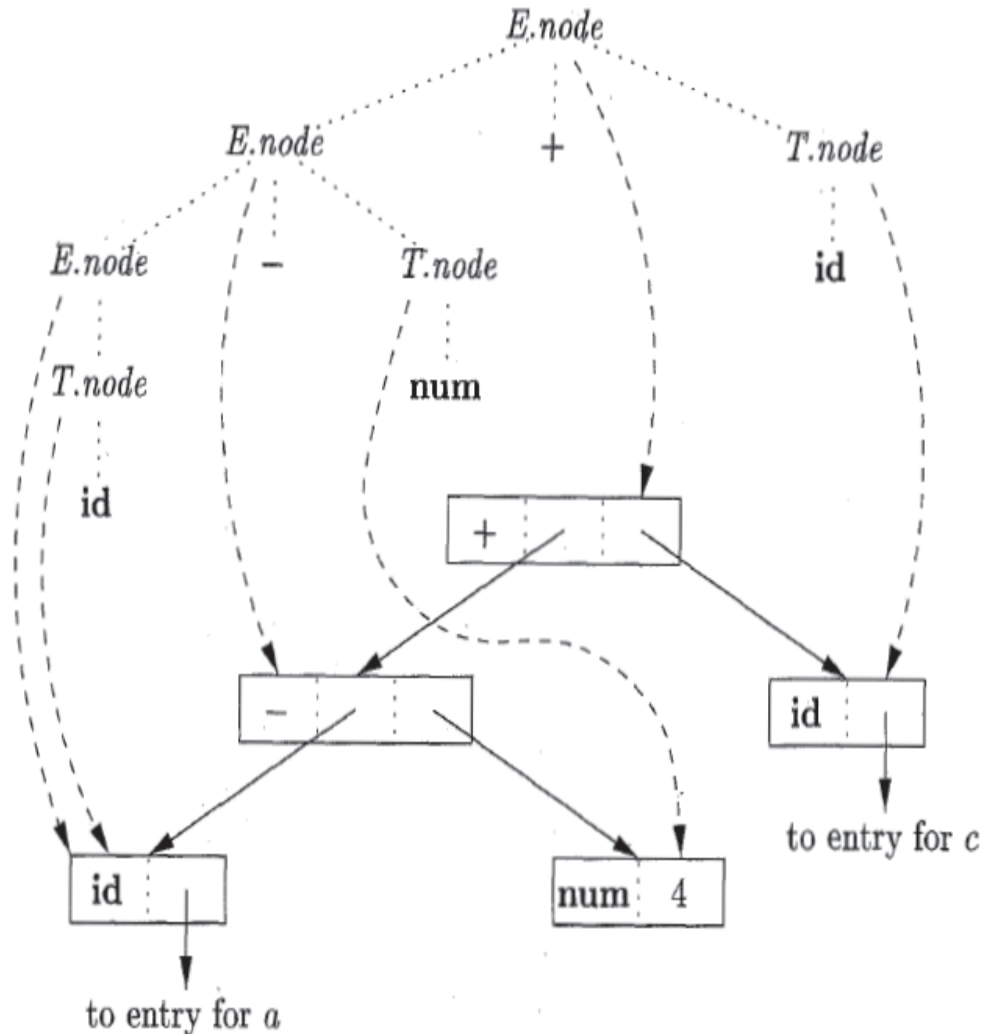 E.node
E.node + T.node
E.node – T.node id
T.node num
id
+
– id
to entry for c
id num 4
to entry for a